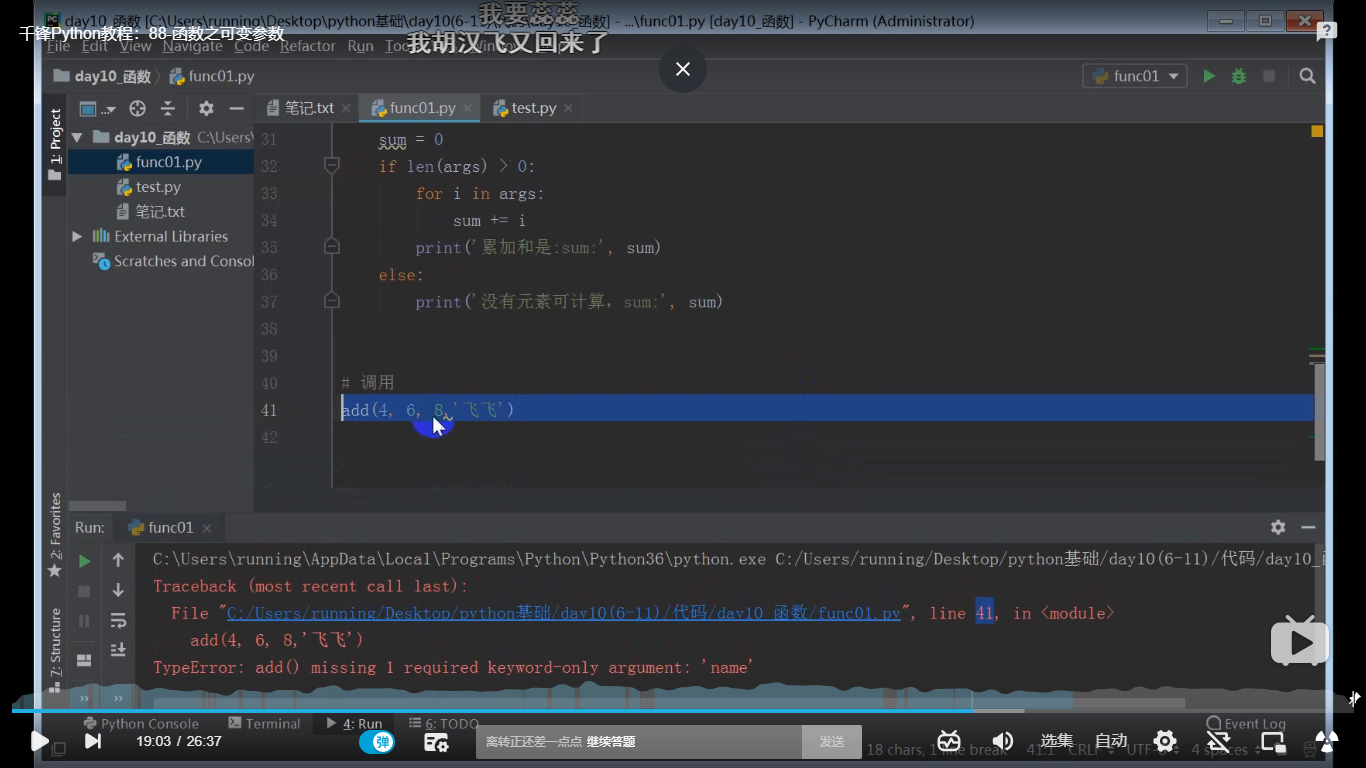 day10_函数 [C:\Users\running\Desktop\python基础\day10(6-11)\代码\day10_函数] - ...\func01.py [day10_函数] - PyCharm (Administrator)
我要蕊蕊
千锋Python教程：88-函数之可变参数
我胡汉飞又回来了
File Edit View Navigate Code Refactor Run Window
day10_函数 func01.py
func01
1: Project
笔记.txt func01.py test.py
day10_函数 C:\Users\
func01.py
test.py
笔记.txt
External Libraries
Scratches and Consol
31 sum = 0
32 if len(args) > 0:
33 for i in args:
34 sum += i
35 print('累加和是:sum:', sum)
36 else:
37 print('没有元素可计算，sum:', sum)
38
39
40 # 调用
41 add(4, 6, 8,'飞飞')
42
2: Favorites
7: Structure
Run: func01
C:\Users\running\AppData\Local\Programs\Python\Python36\python.exe C:/Users/running/Desktop/python基础/day10(6-11)/代码/day10_
Traceback (most recent call last):
File "C:/Users/running/Desktop/python基础/day10(6-11)/代码/day10_函数/func01.py", line 41, in <module>
add(4, 6, 8,'飞飞')
TypeError: add() missing 1 required keyword-only argument: 'name'
Python Console Terminal 4: Run 6: TODO Event Log
19:03 / 26:37 弹 离转正还差一点点 继续答题 发送 选集 自动
18 chars, 1 line break 41:1 CRLF UTF-8 4 spaces